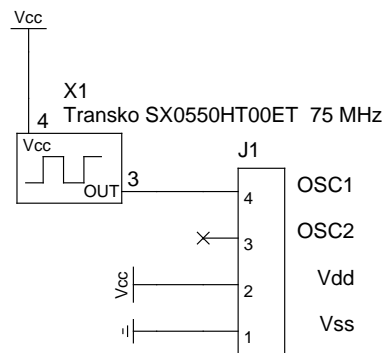 Vcc
4
X1
Transko SX0550HT00ET 75 MHz
Vcc
OUT
3
J1
4
OSC1
3
OSC2
Vcc
2
Vdd
1
Vss